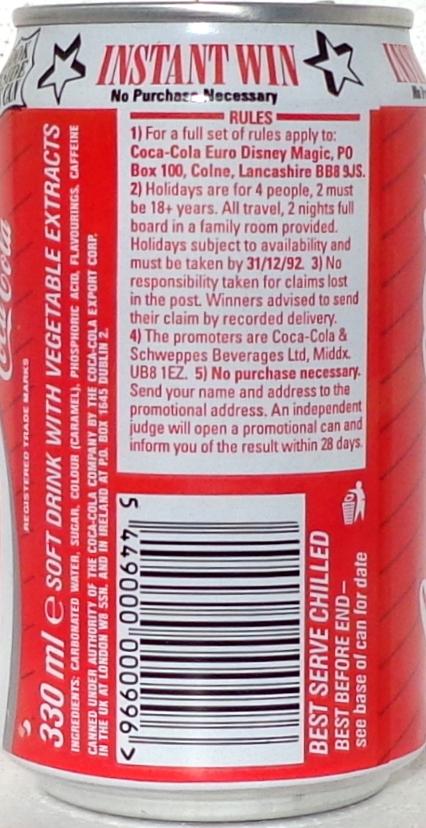 INSTANT WIN
No Purchase Necessary
RULES
1) For a full set of rules apply to:
Coca-Cola Euro Disney Magic, PO
Box 100, Colne, Lancashire BB8 9JS.
2) Holidays are for 4 people, 2 must
be 18+ years. All travel, 2 nights full
board in a family room provided.
Holidays subject to availability and
must be taken by 31/12/92. 3) No
responsibility taken for claims lost
in the post. Winners advised to send
their claim by recorded delivery.
4) The promoters are Coca-Cola &
Schweppes Beverages Ltd, Middx.
UB8 1EZ. 5) No purchase necessary.
Send your name and address to the
promotional address. An independent
judge will open a promotional can and
inform you of the result within 28 days.
Coca-Cola
REGISTERED TRADE MARKS
330 ml e SOFT DRINK WITH VEGETABLE EXTRACTS
INGREDIENTS: CARBONATED WATER, SUGAR, COLOUR (CARAMEL), PHOSPHORIC ACID, FLAVOURINGS, CAFFEINE
CANNED UNDER AUTHORITY OF THE COCA-COLA COMPANY BY THE COCA-COLA EXPORT CORP.
IN THE UK AT LONDON W8 5SN. AND IN IRELAND AT P.O. BOX 1645 DUBLIN 2.
5 449000 000996 >
BEST SERVE CHILLED
BEST BEFORE END–
see base of can for date